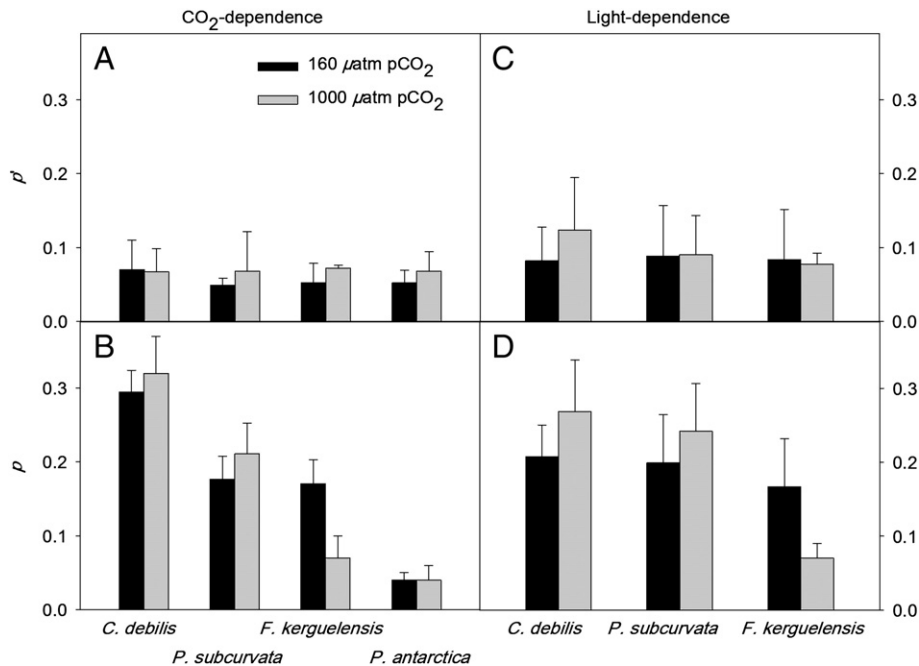 CO2-dependence
Light-dependence
A
160 µatm pCO2
1000 µatm pCO2
0.3
0.2
0.1
0.0
p'
C
0.3
0.2
0.1
0.0
B
0.3
0.2
0.1
0.0
p
D
0.3
0.2
0.1
0.0
C. debilis
F. kerguelensis
P. subcurvata
P. antarctica
C. debilis
P. subcurvata
F. kerguelensis